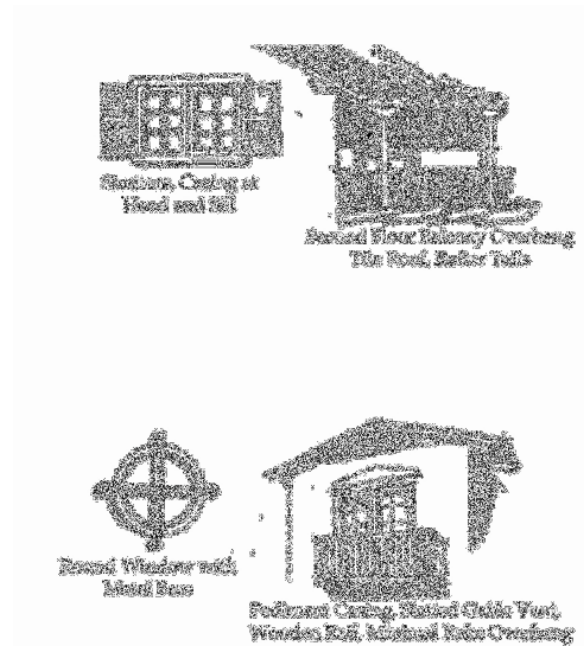 Shutters, Casing at
Head and Sill
Second Floor Balcony Overhang
Tile Roof, Rafter Tails
Round Window with
Metal Bars
Pediment Casing, Slatted Gable Vent,
Wooden Rail, Minimal Rake Overhang